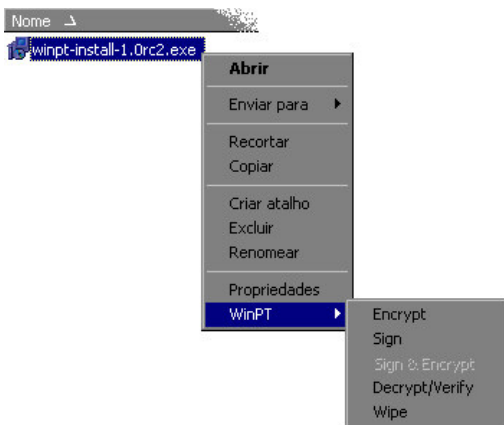 Nome
winpt-install-1.0rc2.exe
Abrir
Enviar para
Recortar
Copiar
Criar atalho
Excluir
Renomear
Propriedades
WinPT
Encrypt
Sign
Sign & Encrypt
Decrypt/Verify
Wipe